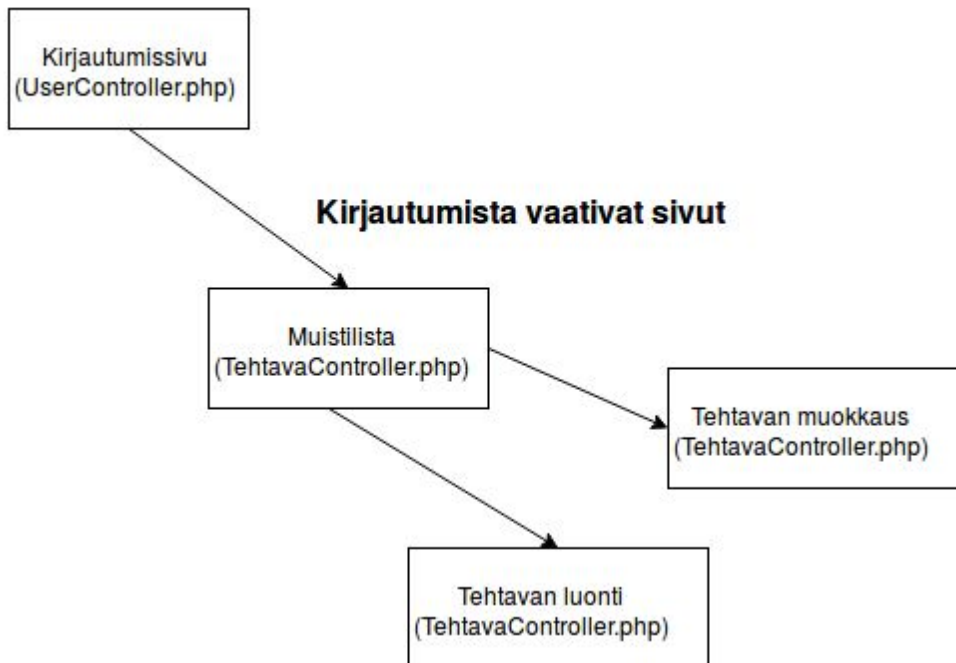 Kirjautumissivu
(UserController.php)
Kirjautumista vaativat sivut
Muistilista
(TehtavaController.php)
Tehtavan muokkaus
(TehtavaController.php)
Tehtavan luonti
(TehtavaController.php)